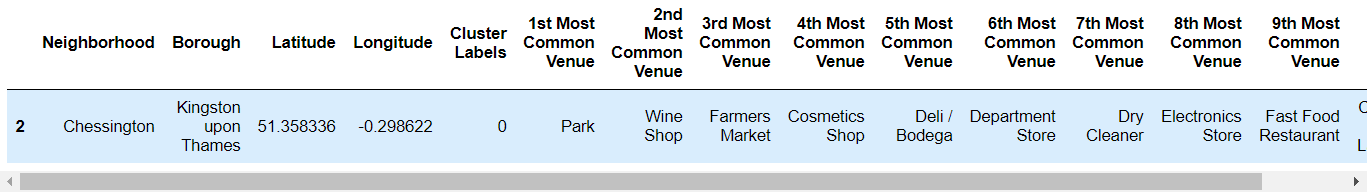 Neighborhood Borough Latitude Longitude Cluster Labels 1st Most Common Venue 2nd Most Common Venue 3rd Most Common Venue 4th Most Common Venue 5th Most Common Venue 6th Most Common Venue 7th Most Common Venue 8th Most Common Venue 9th Most Common Venue
2 Chessington Kingston upon Thames 51.358336 -0.298622 0 Park Wine Shop Farmers Market Cosmetics Shop Deli / Bodega Department Store Dry Cleaner Electronics Store Fast Food Restaurant